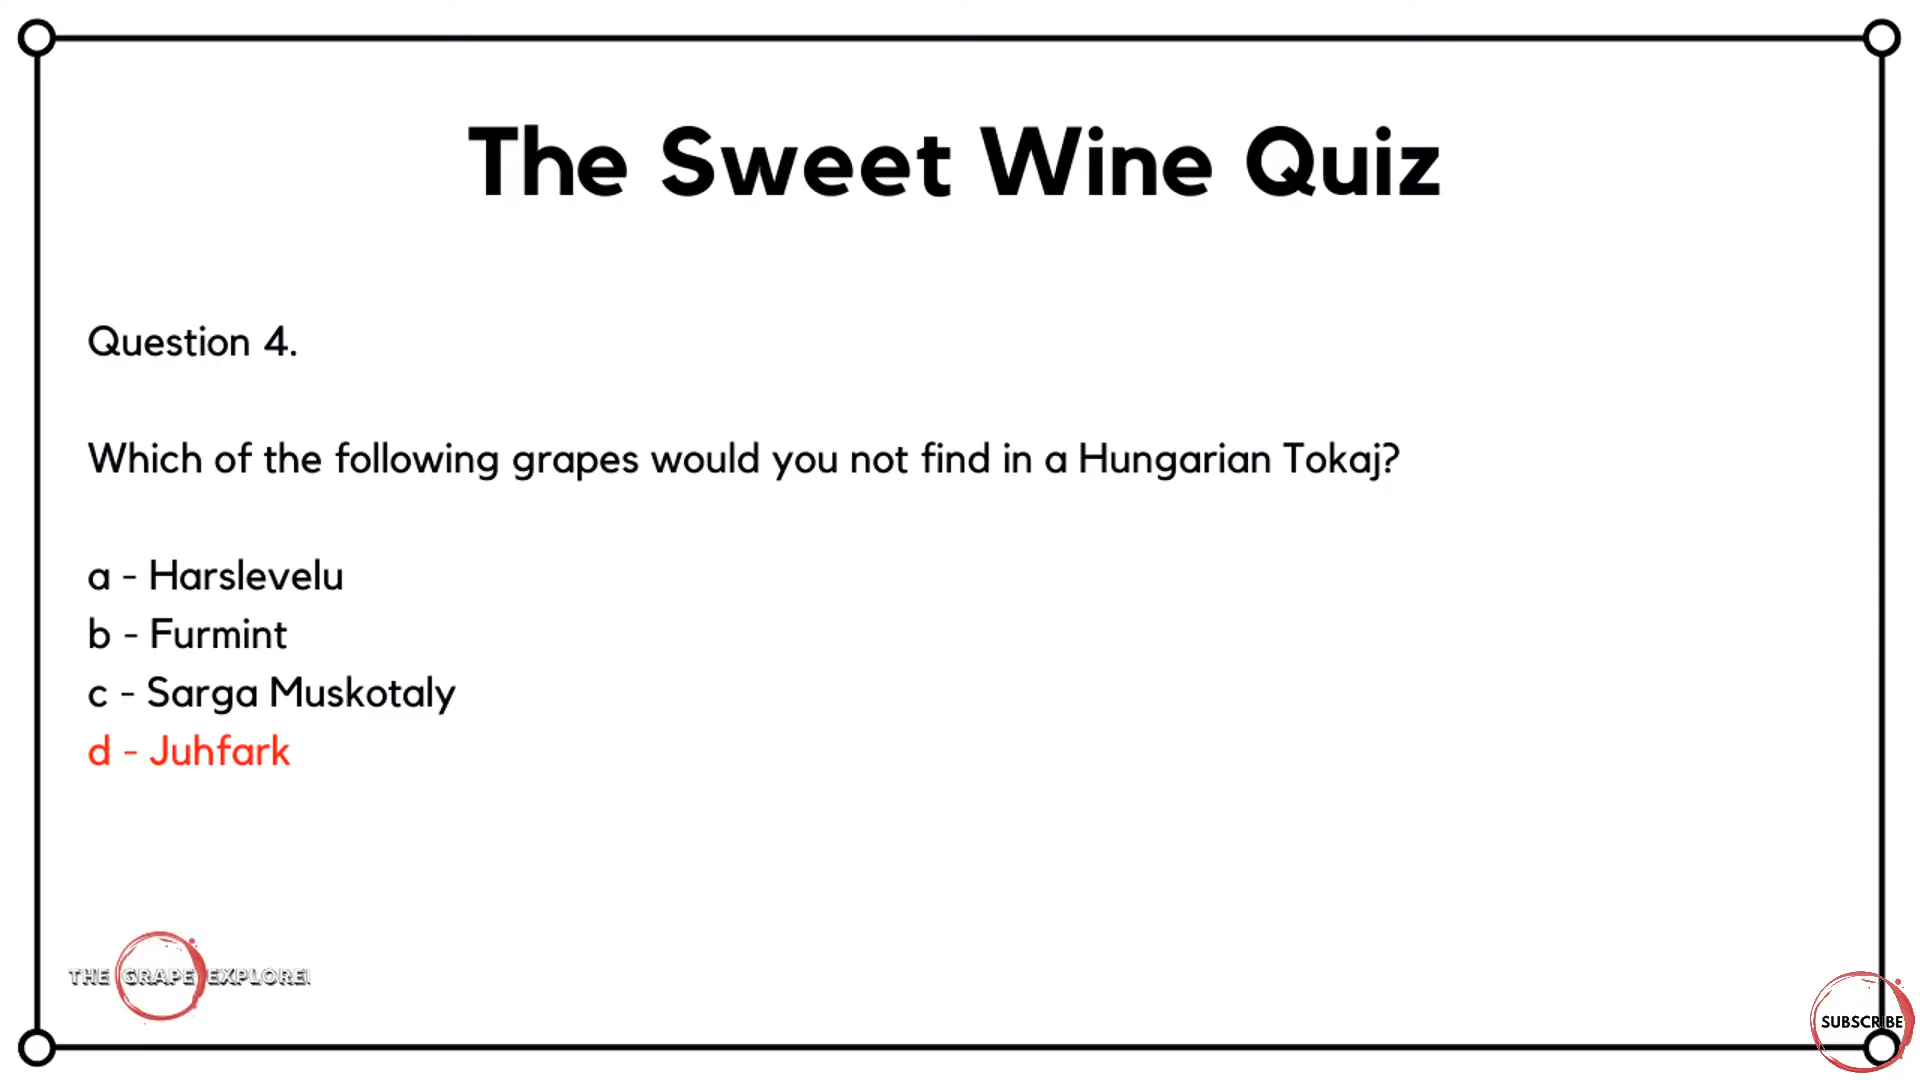 The Sweet Wine Quiz
Question 4.
Which of the following grapes would you not find in a Hungarian Tokaj?
a - Harslevelu
b - Furmint
c - Sarga Muskotaly
d - Juhfark
THE GRAPE EXPLORER
SUBSCRIBE